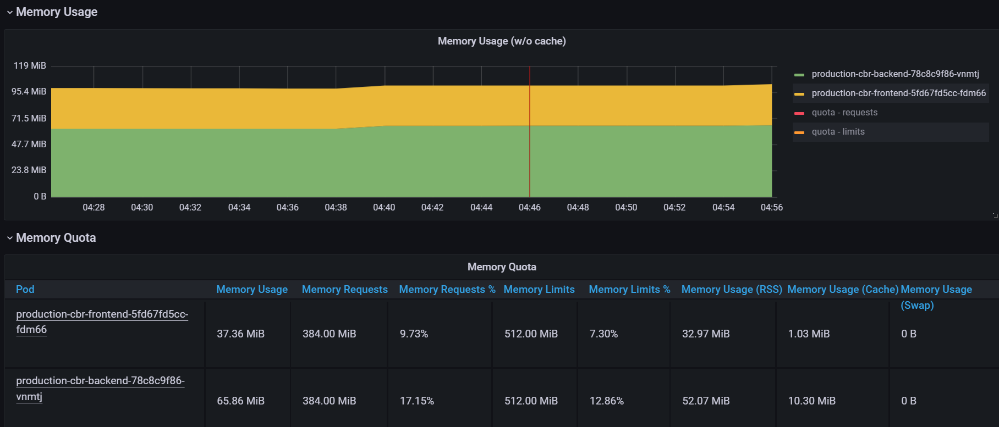 Memory Usage
Memory Usage (w/o cache)
119 MiB
95.4 MiB
71.5 MiB
47.7 MiB
23.8 MiB
0 B
04:28 04:30 04:32 04:34 04:36 04:38 04:40 04:42 04:44 04:46 04:48 04:50 04:52 04:54 04:56
production-cbr-backend-78c8c9f86-vnmtj
production-cbr-frontend-5fd67fd5cc-fdm66
quota - requests
quota - limits
Memory Quota
Memory Quota
Pod Memory Usage Memory Requests Memory Requests % Memory Limits Memory Limits % Memory Usage (RSS) Memory Usage (Cache) Memory Usage
(Swap)
production-cbr-frontend-5fd67fd5cc-
fdm66
37.36 MiB 384.00 MiB 9.73% 512.00 MiB 7.30% 32.97 MiB 1.03 MiB 0 B
production-cbr-backend-78c8c9f86-
vnmtj
65.86 MiB 384.00 MiB 17.15% 512.00 MiB 12.86% 52.07 MiB 10.30 MiB 0 B